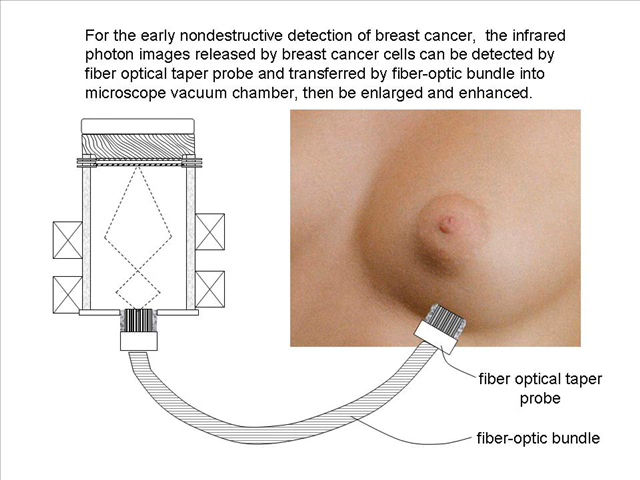 For the early nondestructive detection of breast cancer,  the infrared
photon images released by breast cancer cells can be detected by
fiber optical taper probe and transferred by fiber-optic bundle into
microscope vacuum chamber, then be enlarged and enhanced.
fiber optical taper
probe
fiber-optic bundle